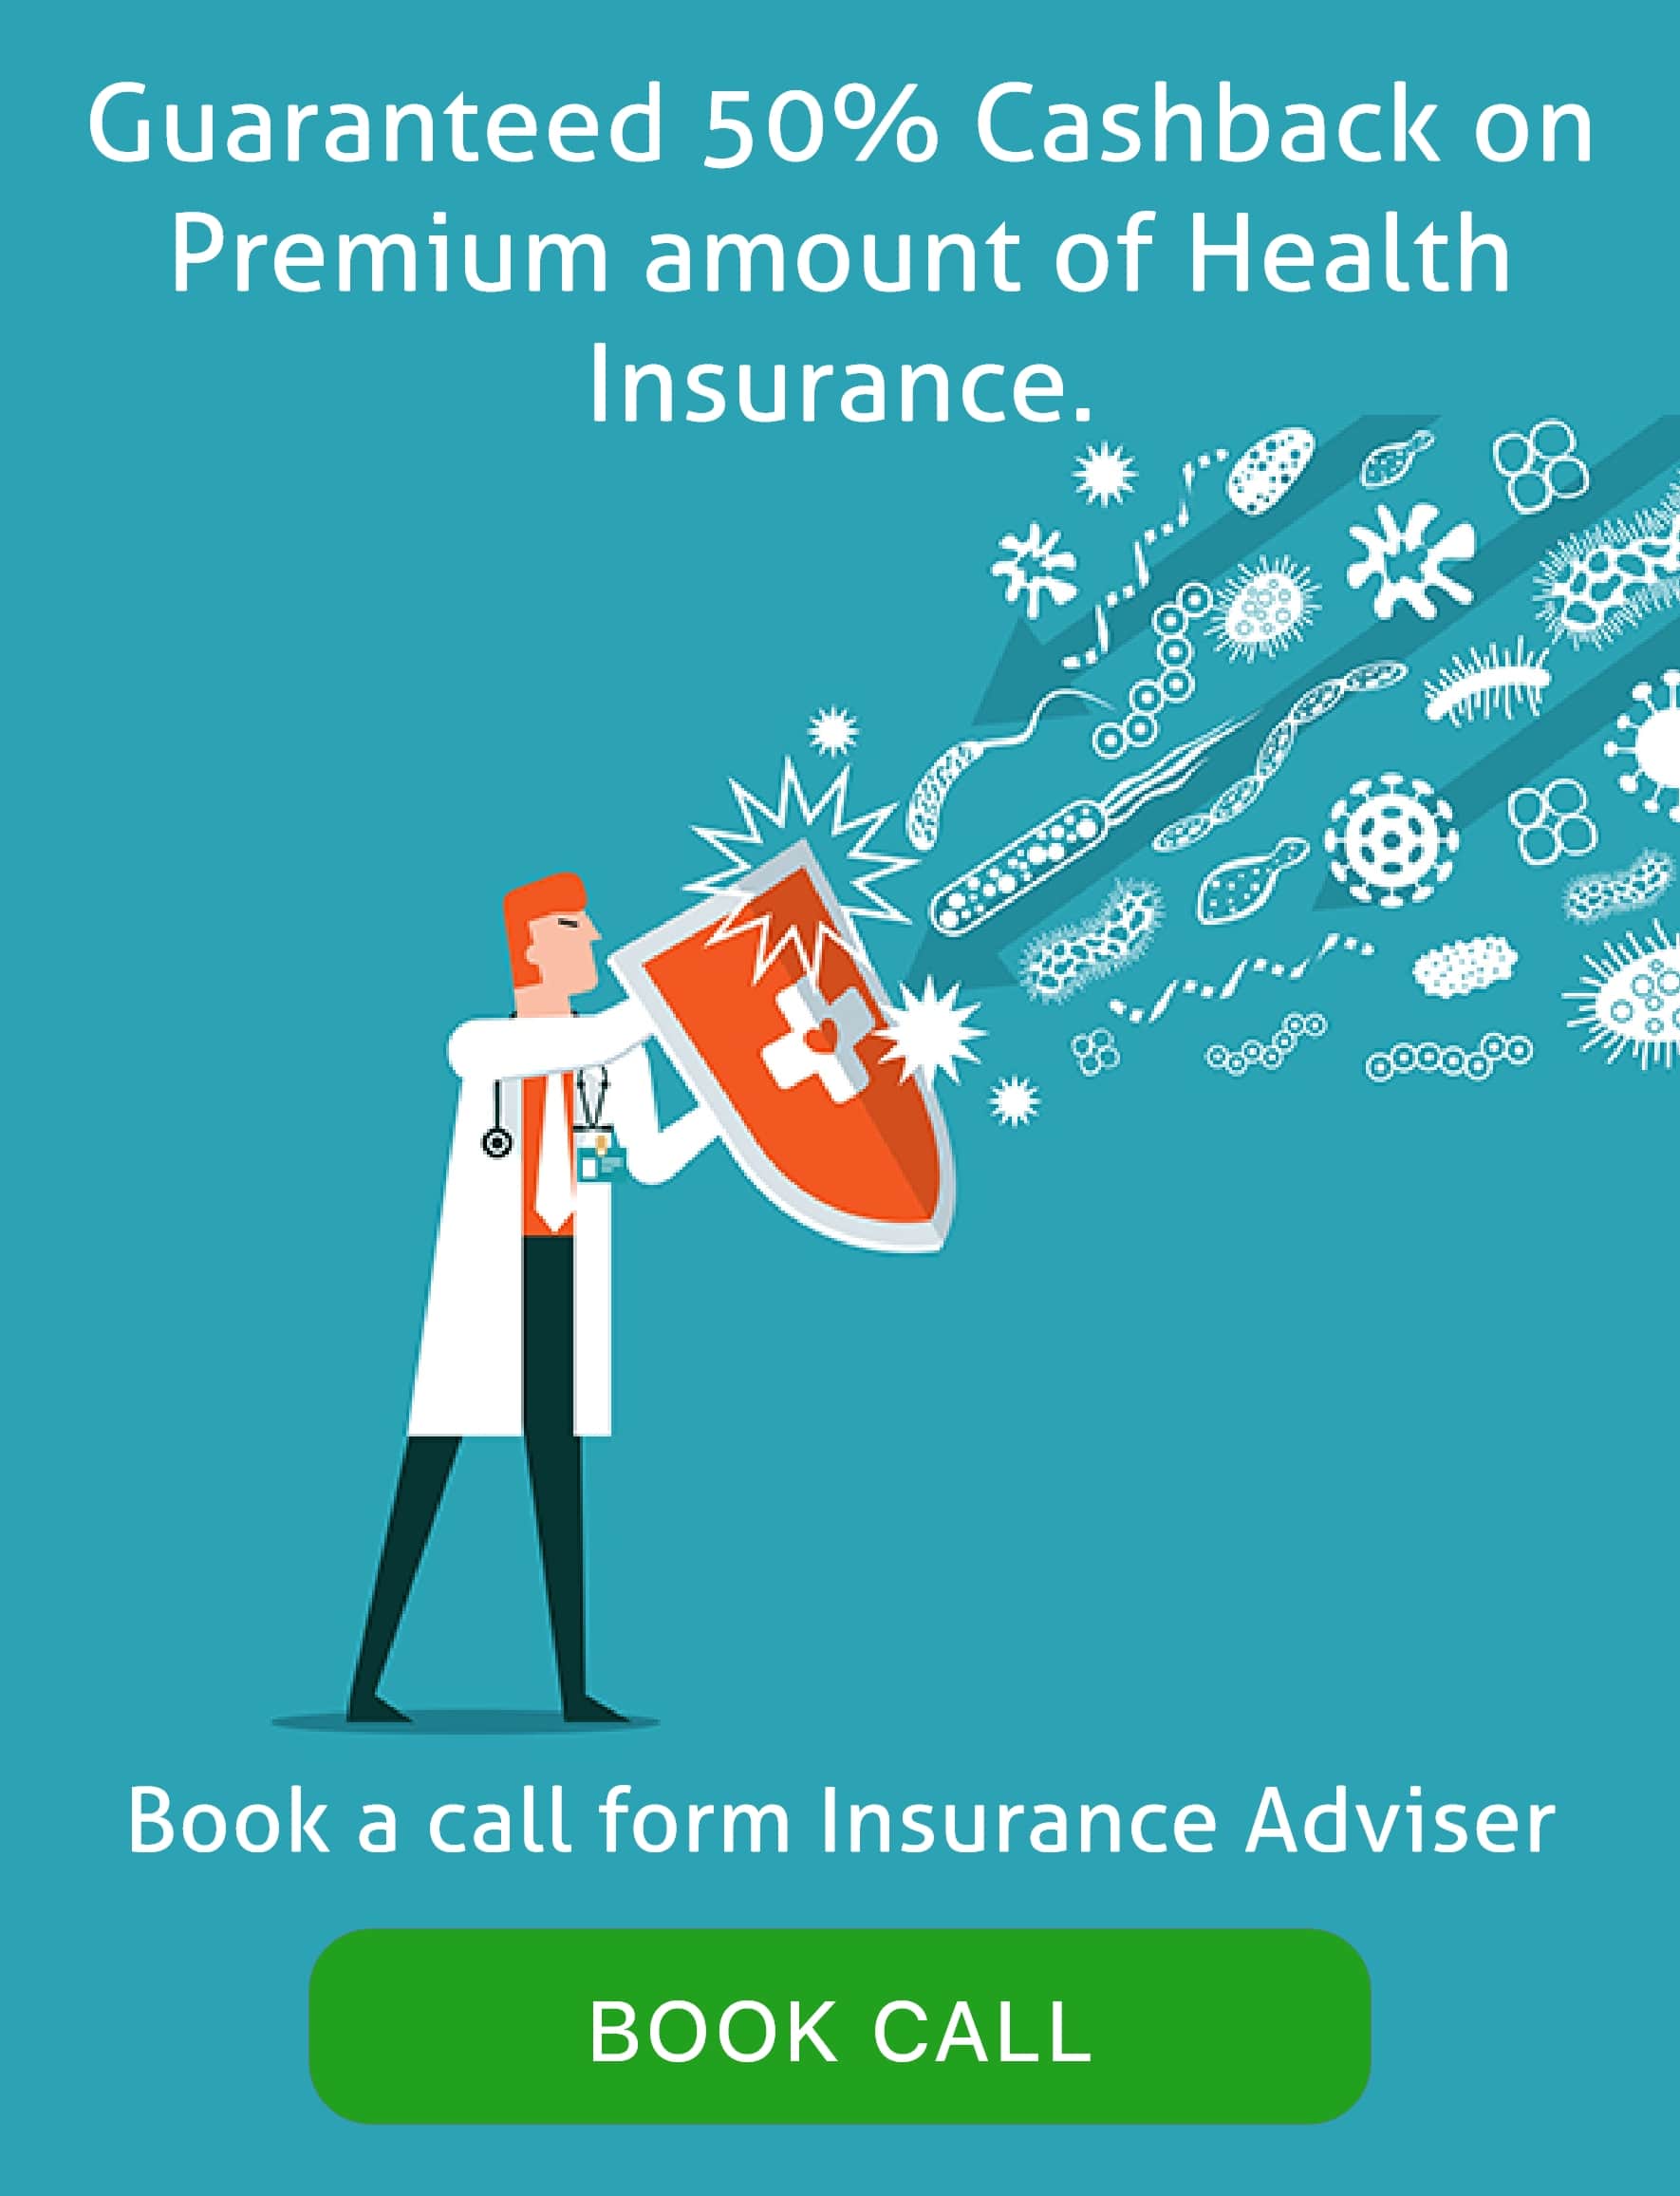 Guaranteed 50% Cashback on
Premium amount of Health
Insurance.
Book a call form Insurance Adviser
BOOK CALL